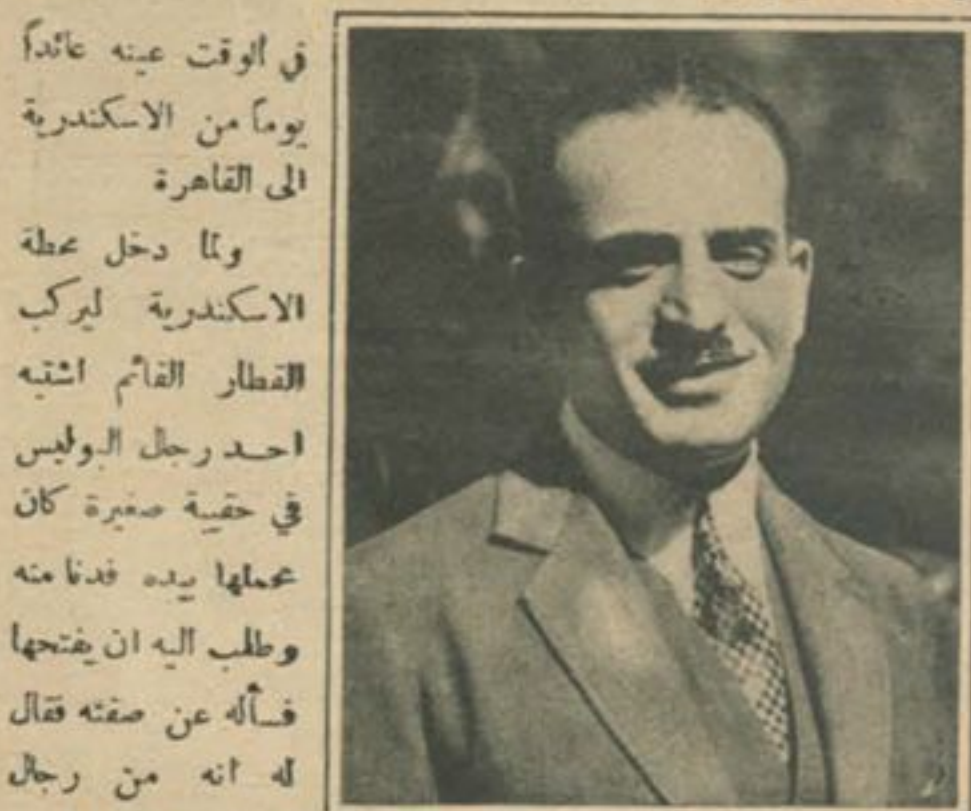 في الوقت عينه عائداً
يوماً من الاسكندرية
الى القاهرة
ولما دخل محطة
الاسكندرية ليركب
القطار القائم اشتبه
احد رجال البوليس
في حقيبة صغيرة كان
يحملها بيده فدنا منه
وطلب اليه ان يفتحها
فسأله عن صفته فقال
له انه من رجال